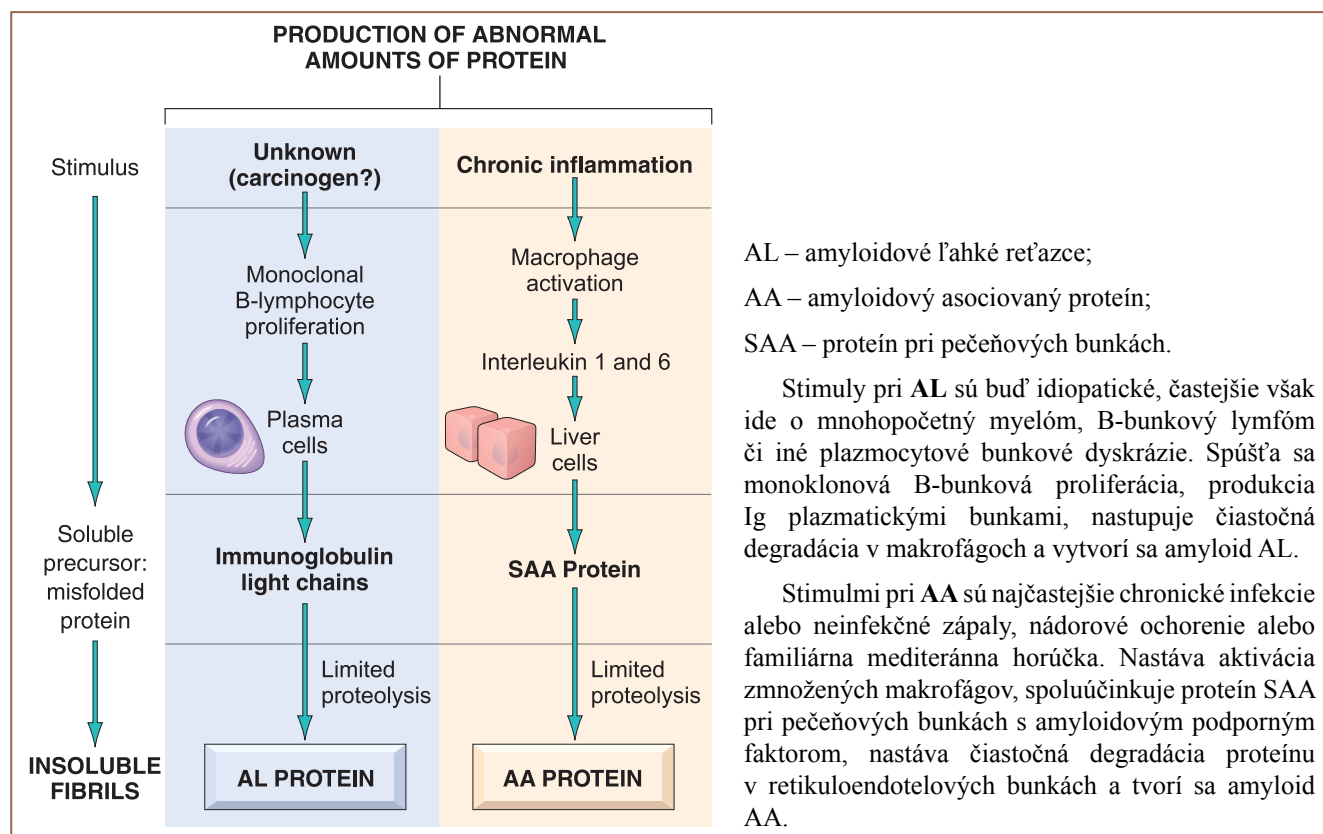 PRODUCTION OF ABNORMAL
AMOUNTS OF PROTEIN
Stimulus
Soluble
precursor:
misfolded
protein
INSOLUBLE
FIBRILS
Unknown
(carcinogen?)
Monoclonal
B-lymphocyte
proliferation
Plasma
cells
Immunoglobulin
light chains
Limited
proteolysis
AL PROTEIN
Chronic inflammation
Macrophage
activation
Interleukin 1 and 6
Liver
cells
SAA Protein
Limited
proteolysis
AA PROTEIN
AL – amyloidové ľahké reťazce;
AA – amyloidový asociovaný proteín;
SAA – proteín pri pečeňových bunkách.
Stimuly pri AL sú buď idiopatické, častejšie však
ide o mnohopočetný myelóm, B-bunkový lymfóm
či iné plazmocytové bunkové dyskrázie. Spúšťa sa
monoklonová B-bunková proliferácia, produkcia
Ig plazmatickými bunkami, nastupuje čiastočná
degradácia v makrofágoch a vytvorí sa amyloid AL.
Stimulmi pri AA sú najčastejšie chronické infekcie
alebo neinfekčné zápaly, nádorové ochorenie alebo
familiárna mediteránna horúčka. Nastáva aktivácia
zmnožených makrofágov, spoluúčinkuje proteín SAA
pri pečeňových bunkách s amyloidovým podporným
faktorom, nastáva čiastočná degradácia proteínu
v retikuloendotelových bunkách a tvorí sa amyloid
AA.